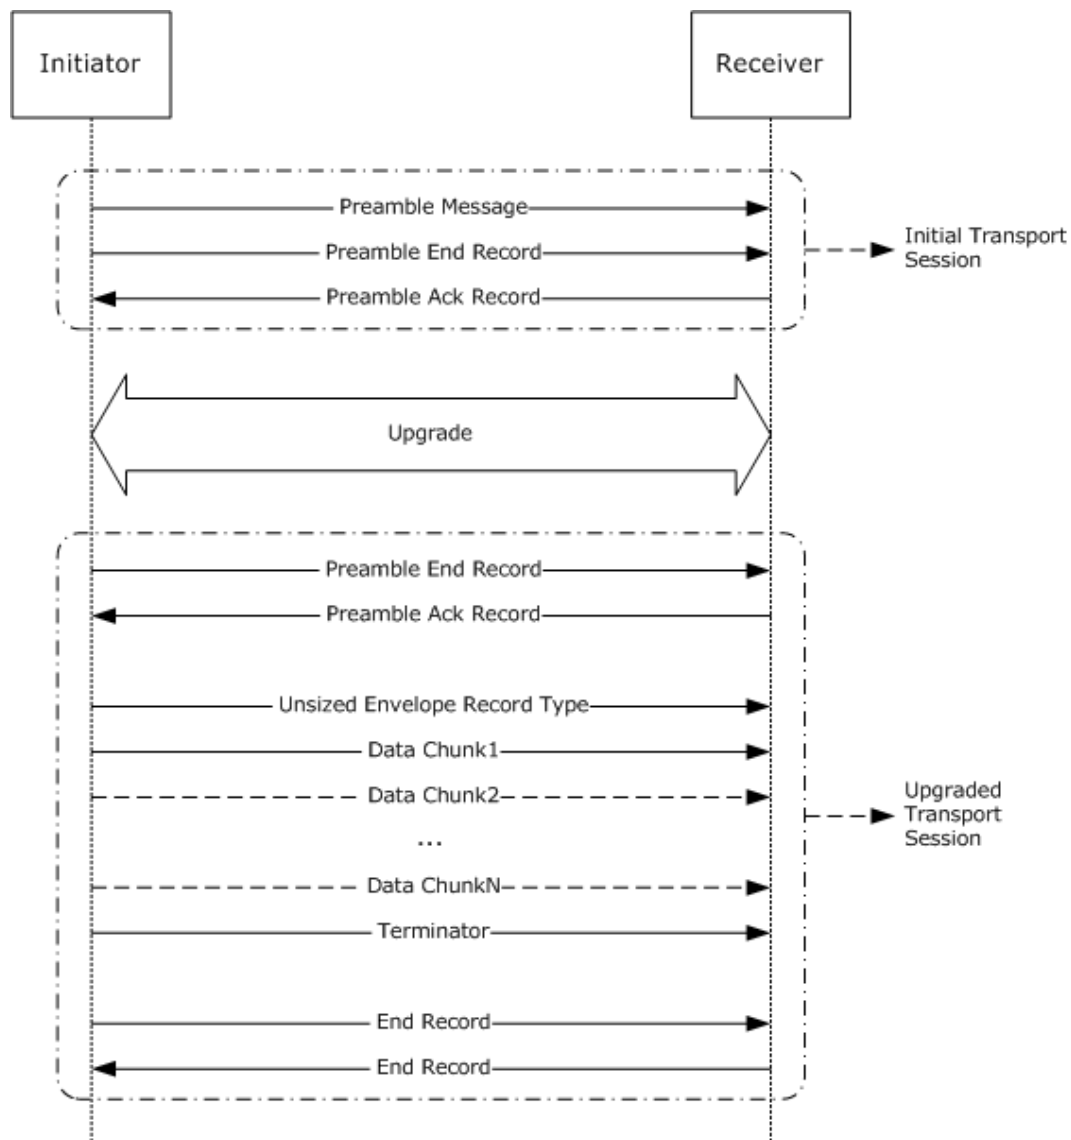 Initiator
Receiver
Preamble Message
Preamble End Record
Preamble Ack Record
Initial Transport
Session
Upgrade
Preamble End Record
Preamble Ack Record
Unsized Envelope Record Type
Data Chunk1
Data Chunk2
...
Data ChunkN
Terminator
Upgraded
Transport
Session
End Record
End Record